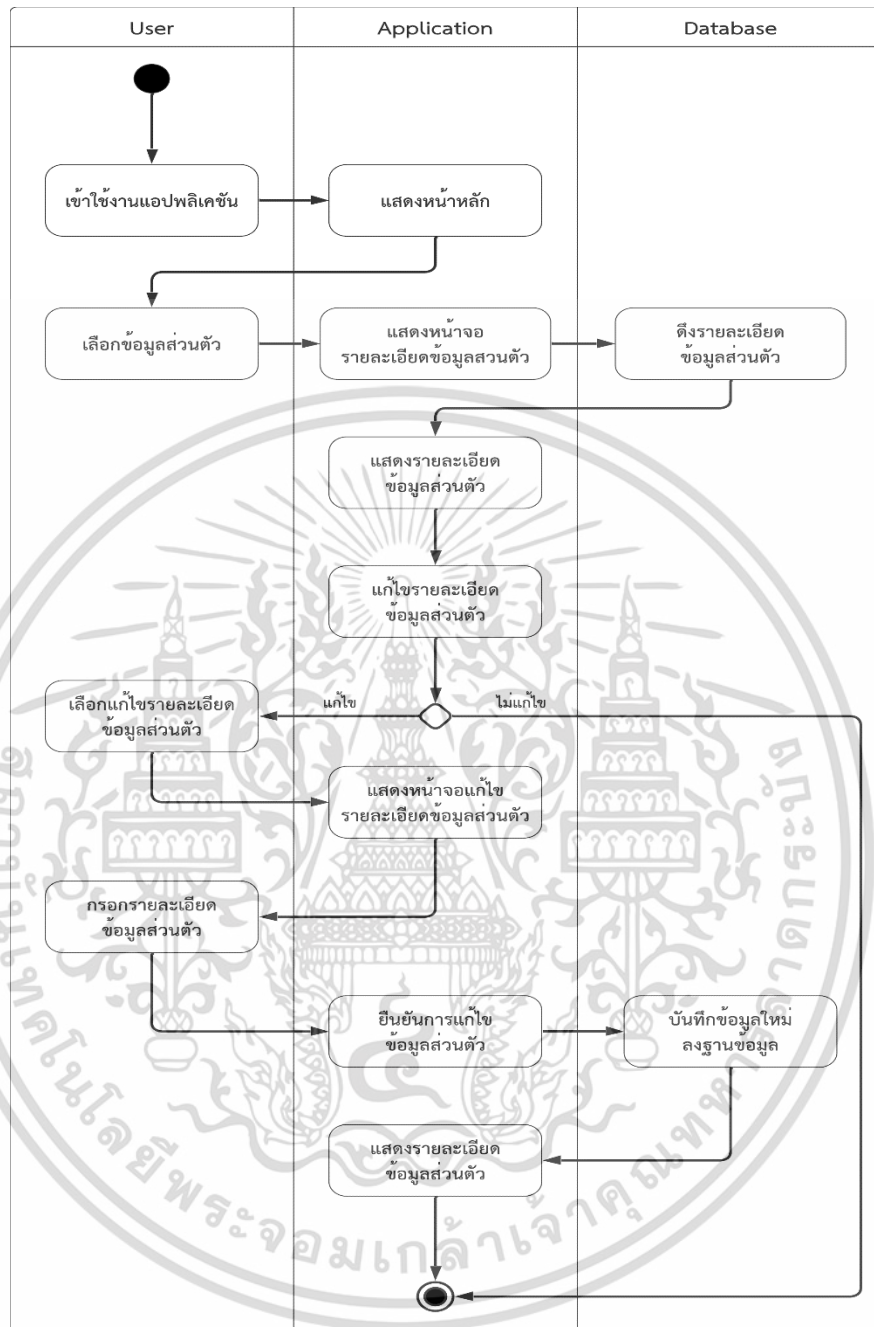 User
Application
Database
เข้าใช้งานแอปพลิเคชัน
แสดงหน้าหลัก
เลือกข้อมูลส่วนตัว
แสดงหน้าจอ
รายละเอียดข้อมูลสวนตัว
ดึงรายละเอียด
ข้อมูลส่วนตัว
แสดงรายละเอียด
ข้อมูลส่วนตัว
แก้ไขรายละเอียด
ข้อมูลส่วนตัว
แก้ไข
ไม่แก้ไข
เลือกแก้ไขรายละเอียด
ข้อมูลส่วนตัว
แสดงหน้าจอแก้ไข
รายละเอียดข้อมูลส่วนตัว
กรอกรายละเอียด
ข้อมูลส่วนตัว
ยืนยันการแก้ไข
ข้อมูลส่วนตัว
บันทึกข้อมูลใหม่
ลงฐานข้อมูล
แสดงรายละเอียด
ข้อมูลส่วนตัว